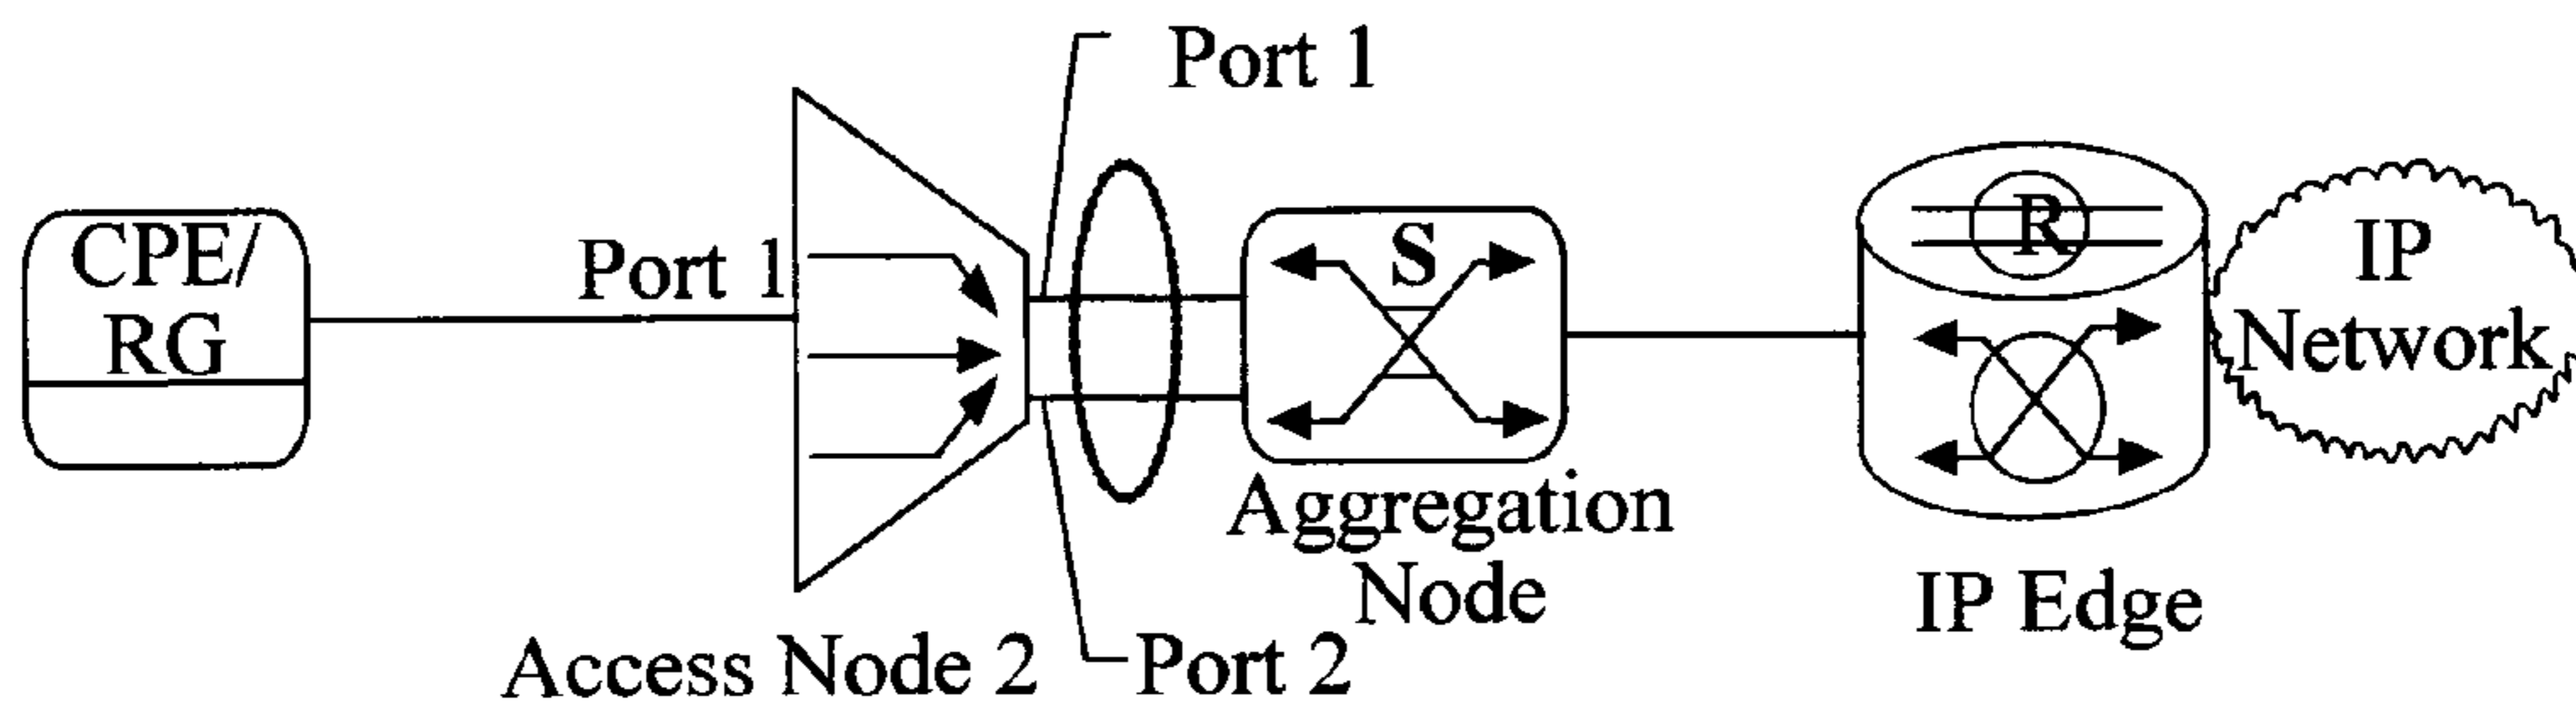 Port 1
CPE/
RG
Port 1
S
R
IP
Network
Aggregation
Node
IP Edge
Access Node 2
Port 2